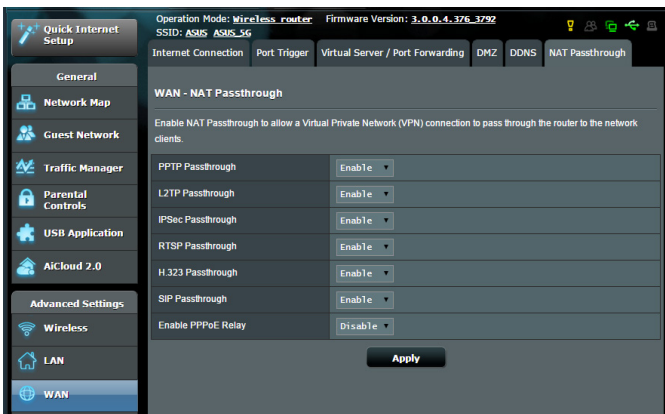 Quick Internet
Setup
General
Network Map
Guest Network
Traffic Manager
Parental
Controls
USB Application
AiCloud 2.0
Advanced Settings
Wireless
LAN
WAN
Operation Mode: Wireless router Firmware Version: 3.0.0.4.376_3792
SSID: ASUS ASUS_5G
Internet Connection Port Trigger Virtual Server / Port Forwarding DMZ DDNS NAT Passthrough
WAN - NAT Passthrough
Enable NAT Passthrough to allow a Virtual Private Network (VPN) connection to pass through the router to the network
clients.
PPTP Passthrough Enable
L2TP Passthrough Enable
IPSec Passthrough Enable
RTSP Passthrough Enable
H.323 Passthrough Enable
SIP Passthrough Enable
Enable PPPoE Relay Disable
Apply